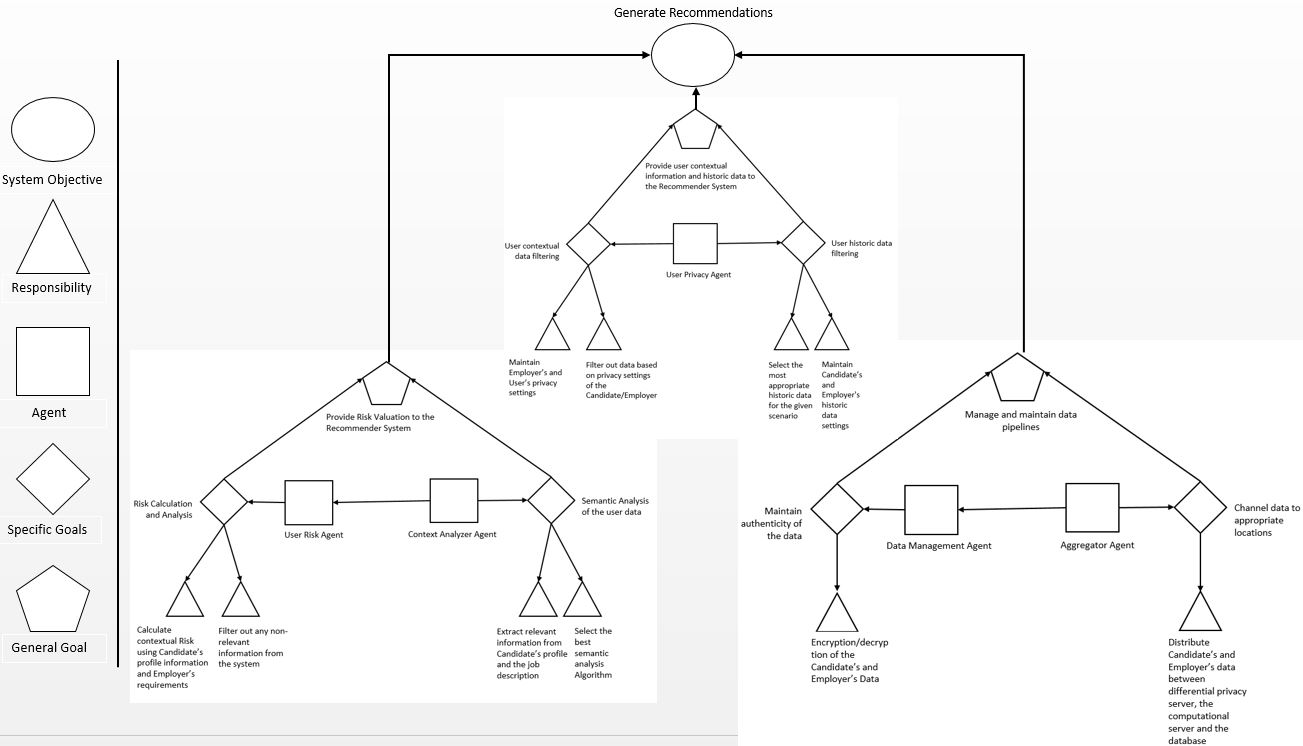 Generate Recommendations
System Objective
Responsibility
Agent
Specific Goals
General Goal
Provide user contextual
information and historic data to
the Recommender System
User contextual
data filtering
User Privacy Agent
User historic data
filtering
Maintain
Employer's and
User's privacy
settings
Filter out data based
on privacy settings
of the
Candidate/Employer
Select the
most
appropriate
historic data
for the given
scenario
Maintain
Candidate's
and
Employer's
historic
data
settings
Provide Risk Valuation to the
Recommender System
Risk Calculation
and Analysis
User Risk Agent
Context Analyzer Agent
Semantic Analysis
of the user data
Calculate
contextual Risk
using Candidate's
profile information
and Employer's
requirements
Filter out any non-
relevant
information from
the system
Extract relevant
information from
Candidate's profile
and the job
description
Select the
best
semantic
analysis
Algorithm
Manage and maintain data
pipelines
Maintain
authenticity of
the data
Data Management Agent
Aggregator Agent
Channel data to
appropriate
locations
Encryption/decryp
tion of the
Candidate's and
Employer's Data
Distribute
Candidate's and
Employer's data
between
differential privacy
server, the
computational
server and the
database